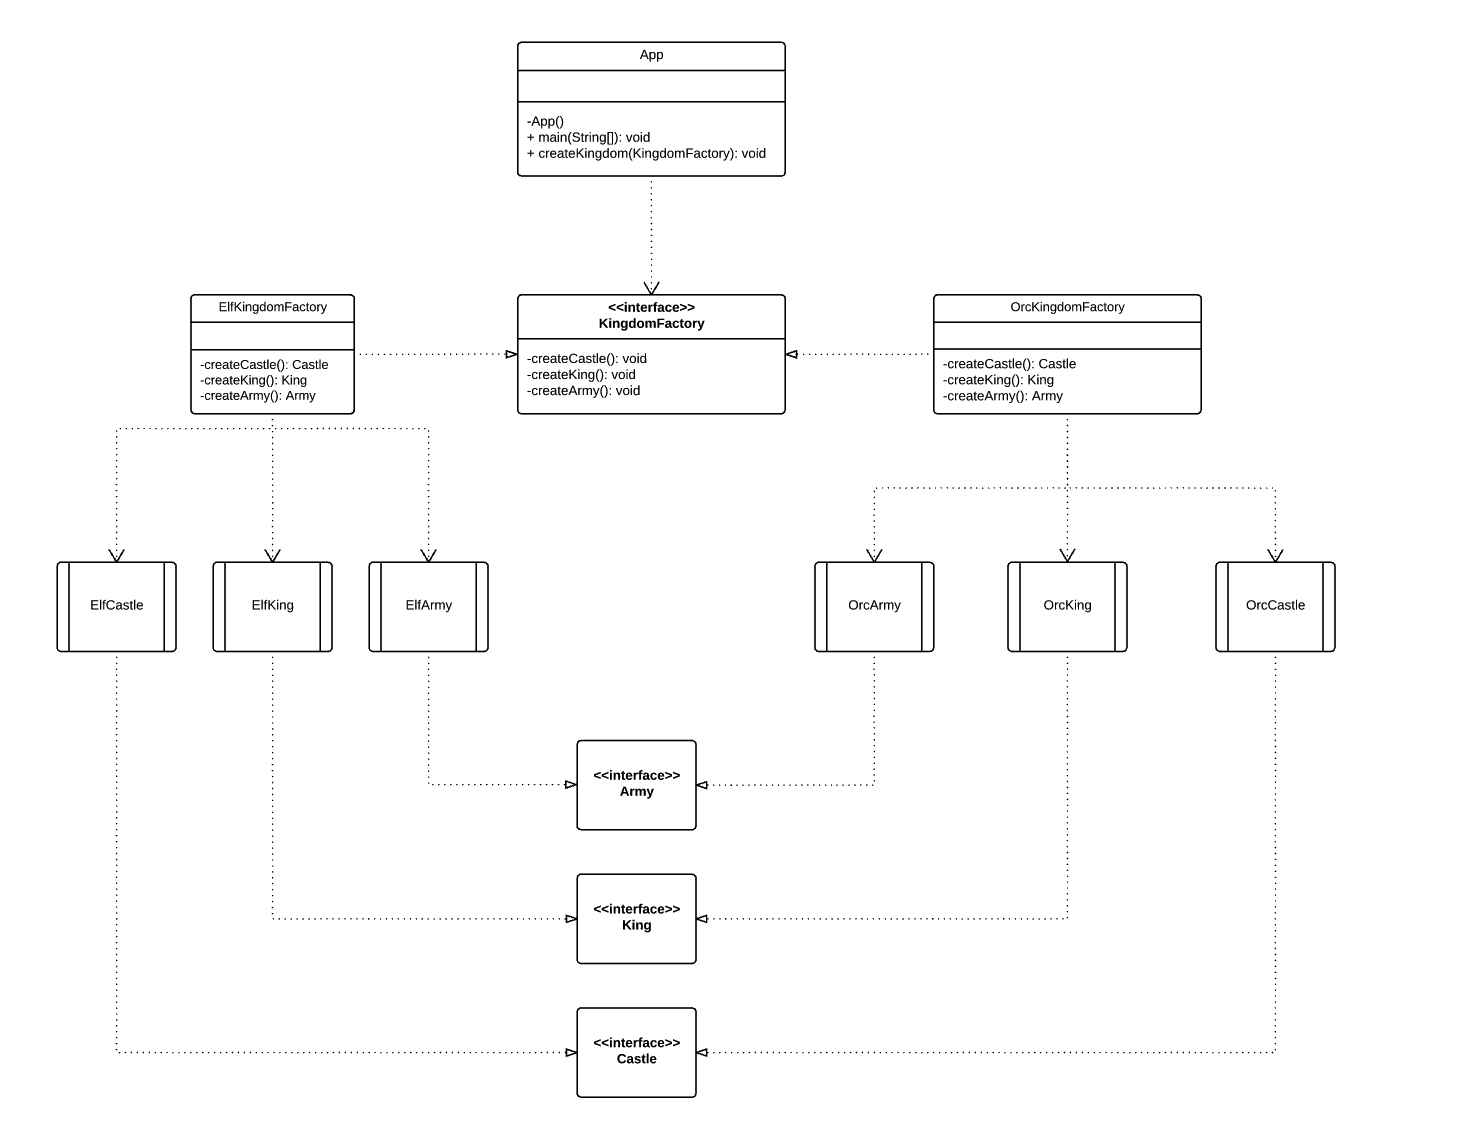 App
-App()
+ main(String[]): void
+ createKingdom(KingdomFactory): void
ElfKingdomFactory
-createCastle(): Castle
-createKing(): King
-createArmy(): Army
<<interface>>
KingdomFactory
-createCastle(): void
-createKing(): void
-createArmy(): void
OrcKingdomFactory
-createCastle(): Castle
-createKing(): King
-createArmy(): Army
ElfCastle
ElfKing
ElfArmy
OrcArmy
OrcKing
OrcCastle
<<interface>>
Army
<<interface>>
King
<<interface>>
Castle